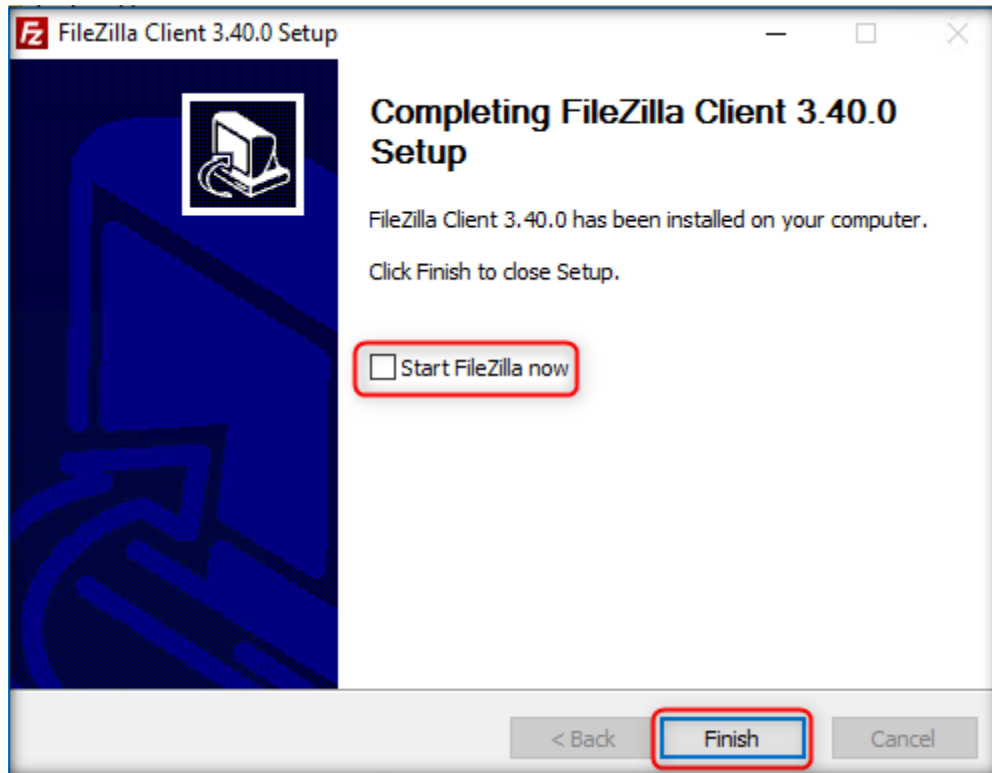 FileZilla Client 3.40.0 Setup
Completing FileZilla Client 3.40.0
Setup
FileZilla Client 3.40.0 has been installed on your computer.
Click Finish to close Setup.
Start FileZilla now
< Back
Finish
Cancel